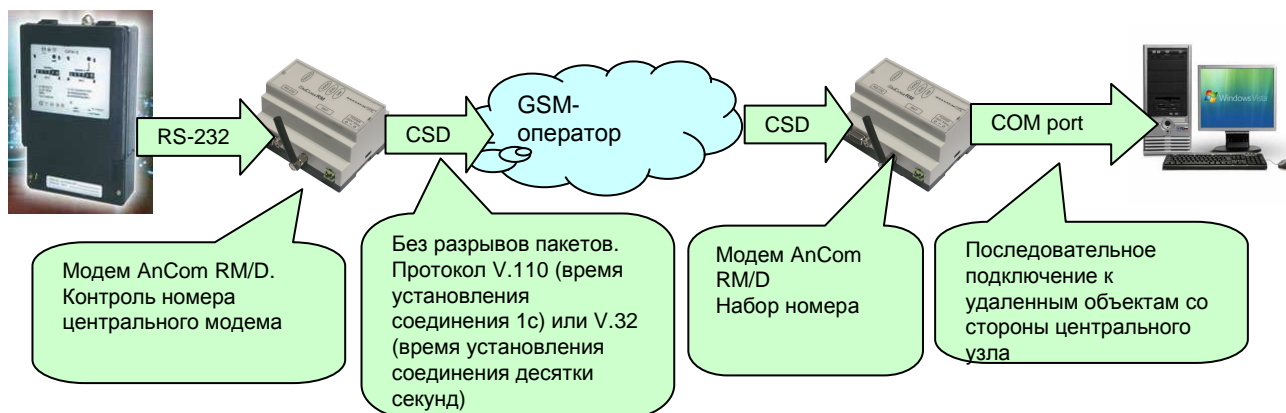 RS-232
CSD
GSM-
оператор
CSD
COM port
Windows Vista
Модем AnCom RM/D.
Контроль номера
центрального модема
Без разрывов пакетов.
Протокол V.110 (время
установления
соединения 1с) или V.32
(время установления
соединения десятки
секунд)
Модем AnCom
RM/D
Набор номера
Последовательное
подключение к
удаленным объектам со
стороны центрального
узла